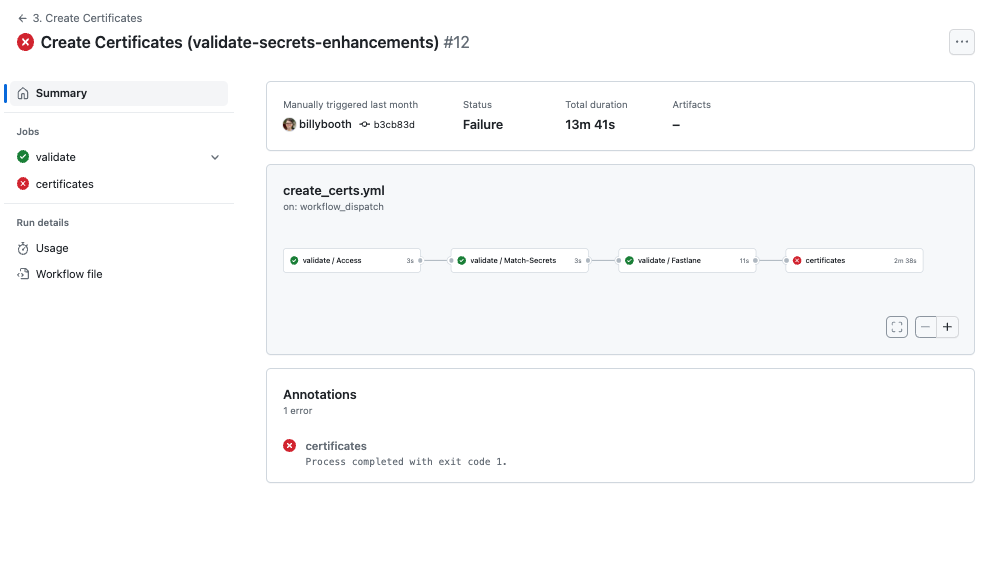 3. Create Certificates
Create Certificates (validate-secrets-enhancements) #12
Summary
Jobs
validate
certificates
Run details
Usage
Workflow file
Manually triggered last month
billybooth b3cb83d
Status
Failure
Total duration
13m 41s
Artifacts
–
create_certs.yml
on: workflow_dispatch
validate / Access 3s
validate / Match-Secrets 3s
validate / Fastlane 11s
certificates 2m 38s
Annotations
1 error
certificates
Process completed with exit code 1.